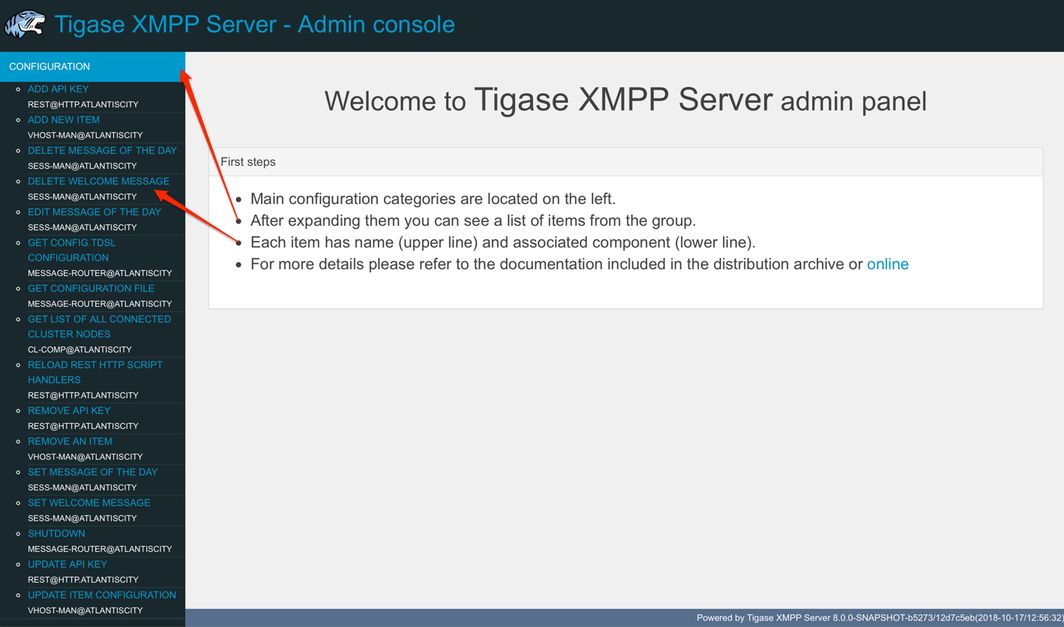 Tigase XMPP Server - Admin console
CONFIGURATION
ADD API KEY
REST@HTTP.ATLANTISCITY
ADD NEW ITEM
VHOST-MAN@ATLANTISCITY
DELETE MESSAGE OF THE DAY
SESS-MAN@ATLANTISCITY
DELETE WELCOME MESSAGE
SESS-MAN@ATLANTISCITY
EDIT MESSAGE OF THE DAY
SESS-MAN@ATLANTISCITY
GET CONFIG.TDSL
CONFIGURATION
MESSAGE-ROUTER@ATLANTISCITY
GET CONFIGURATION FILE
MESSAGE-ROUTER@ATLANTISCITY
GET LIST OF ALL CONNECTED
CLUSTER NODES
CL-COMP@ATLANTISCITY
RELOAD REST HTTP SCRIPT
HANDLERS
REST@HTTP.ATLANTISCITY
REMOVE API KEY
REST@HTTP.ATLANTISCITY
REMOVE AN ITEM
VHOST-MAN@ATLANTISCITY
SET MESSAGE OF THE DAY
SESS-MAN@ATLANTISCITY
SET WELCOME MESSAGE
SESS-MAN@ATLANTISCITY
SHUTDOWN
MESSAGE-ROUTER@ATLANTISCITY
UPDATE API KEY
REST@HTTP.ATLANTISCITY
UPDATE ITEM CONFIGURATION
VHOST-MAN@ATLANTISCITY
Welcome to Tigase XMPP Server admin panel
First steps
Main configuration categories are located on the left.
After expanding them you can see a list of items from the group.
Each item has name (upper line) and associated component (lower line).
For more details please refer to the documentation included in the distribution archive or online
Powered by Tigase XMPP Server 8.0.0-SNAPSHOT-b5273/12d7c5eb(2018-10-17/12:56:32)